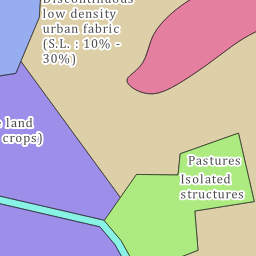 Discontinuous
low density
urban fabric
(S.L. : 10% -
30%)
land
crops)
Pastures
Isolated
structures